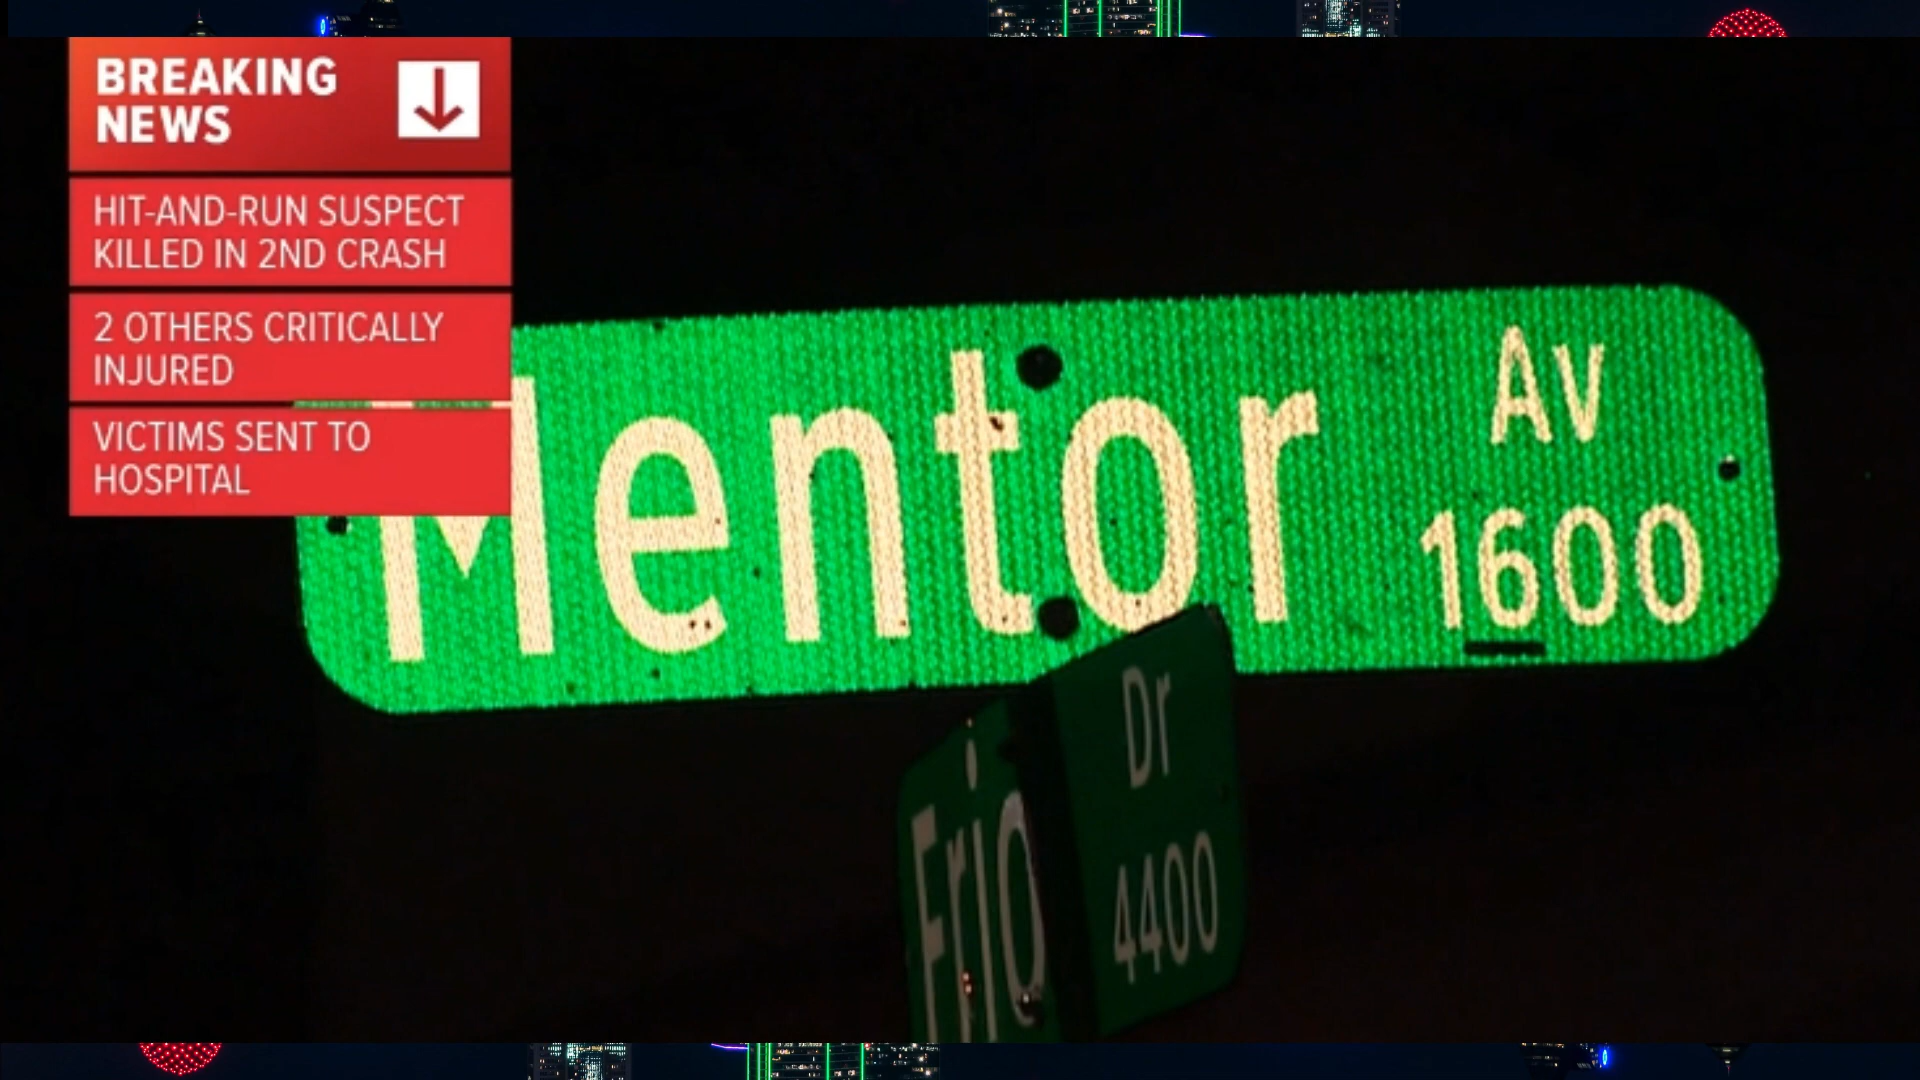 BREAKING
NEWS
HIT-AND-RUN SUSPECT
KILLED IN 2ND CRASH
2 OTHERS CRITICALLY
INJURED
VICTIMS SENT TO
HOSPITAL
Mentor AV
1600
Frio Dr
4400